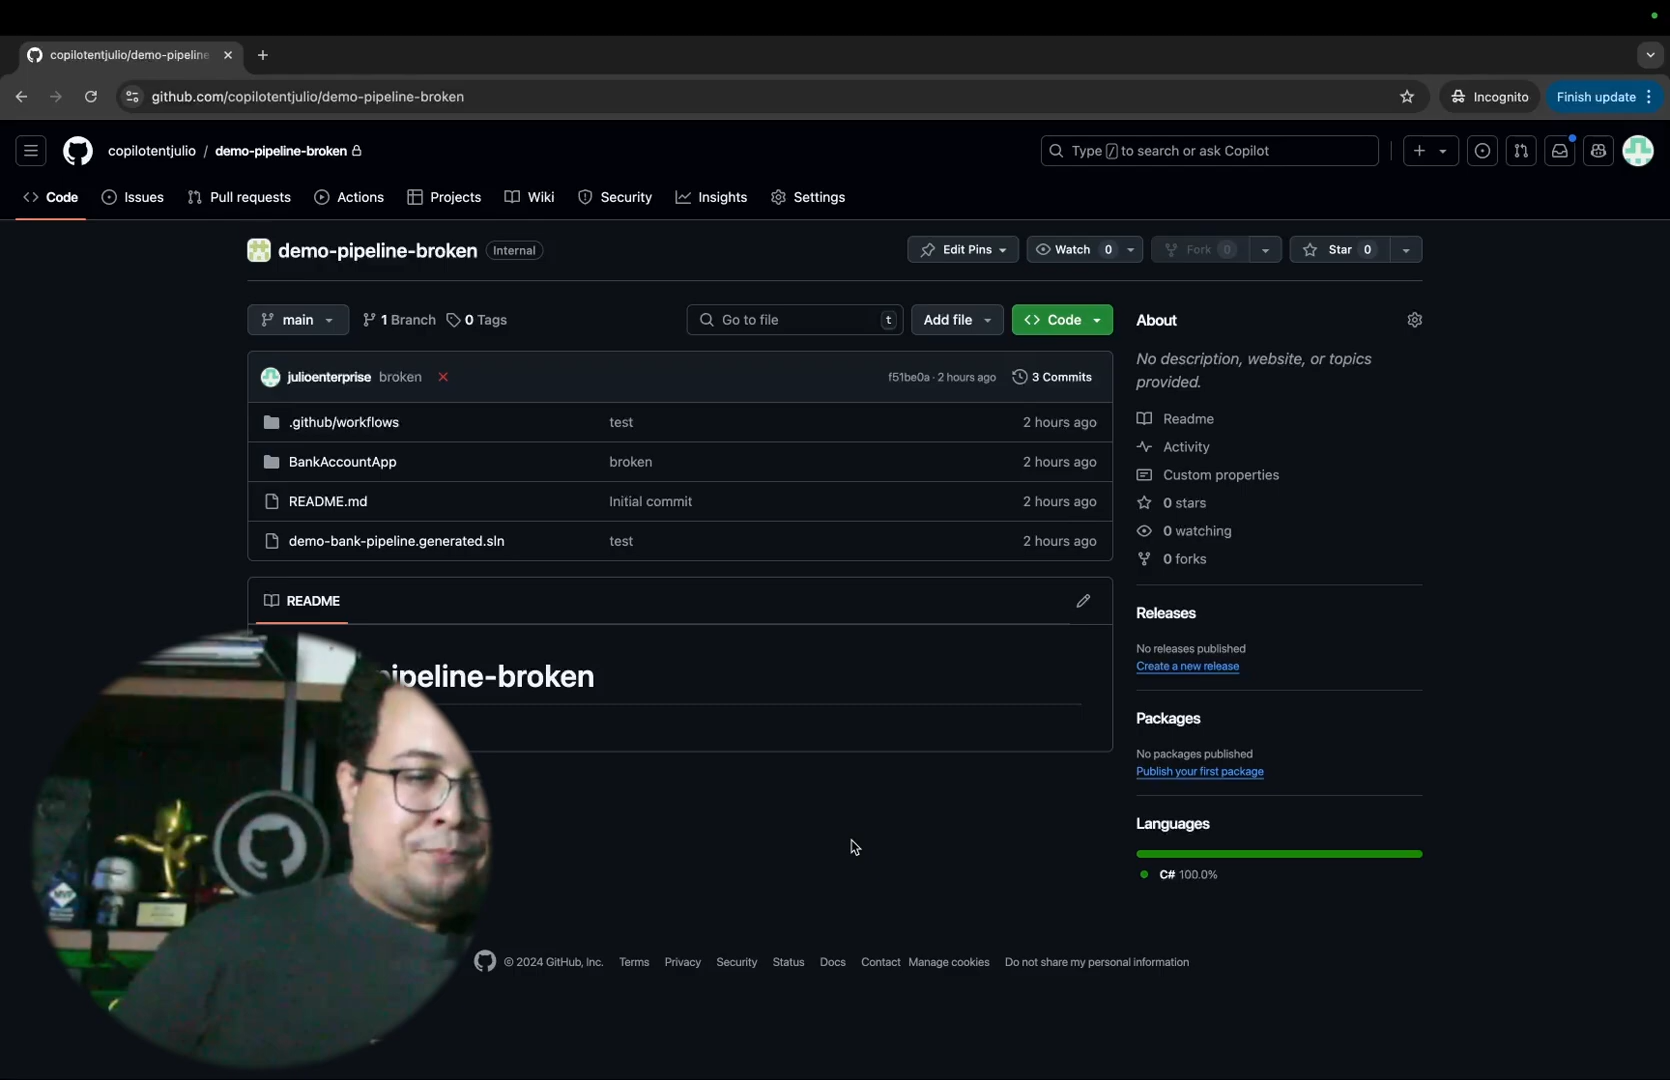 copilotentjulio/demo-pipeline
github.com/copilotentjulio/demo-pipeline-broken
Incognito
Finish update
copilotentjulio / demo-pipeline-broken
Type / to search or ask Copilot
Code Issues Pull requests Actions Projects Wiki Security Insights Settings
demo-pipeline-broken Internal
Edit Pins Watch 0 Fork 0 Star 0
main 1 Branch 0 Tags Go to file t Add file Code
julioenterprise broken f51be0a · 2 hours ago 3 Commits
.github/workflows test 2 hours ago
BankAccountApp broken 2 hours ago
README.md Initial commit 2 hours ago
demo-bank-pipeline.generated.sln test 2 hours ago
README
pipeline-broken
About
No description, website, or topics
provided.
Readme
Activity
Custom properties
0 stars
0 watching
0 forks
Releases
No releases published
Create a new release
Packages
No packages published
Publish your first package
Languages
C# 100.0%
MVP
© 2024 GitHub, Inc. Terms Privacy Security Status Docs Contact Manage cookies Do not share my personal information